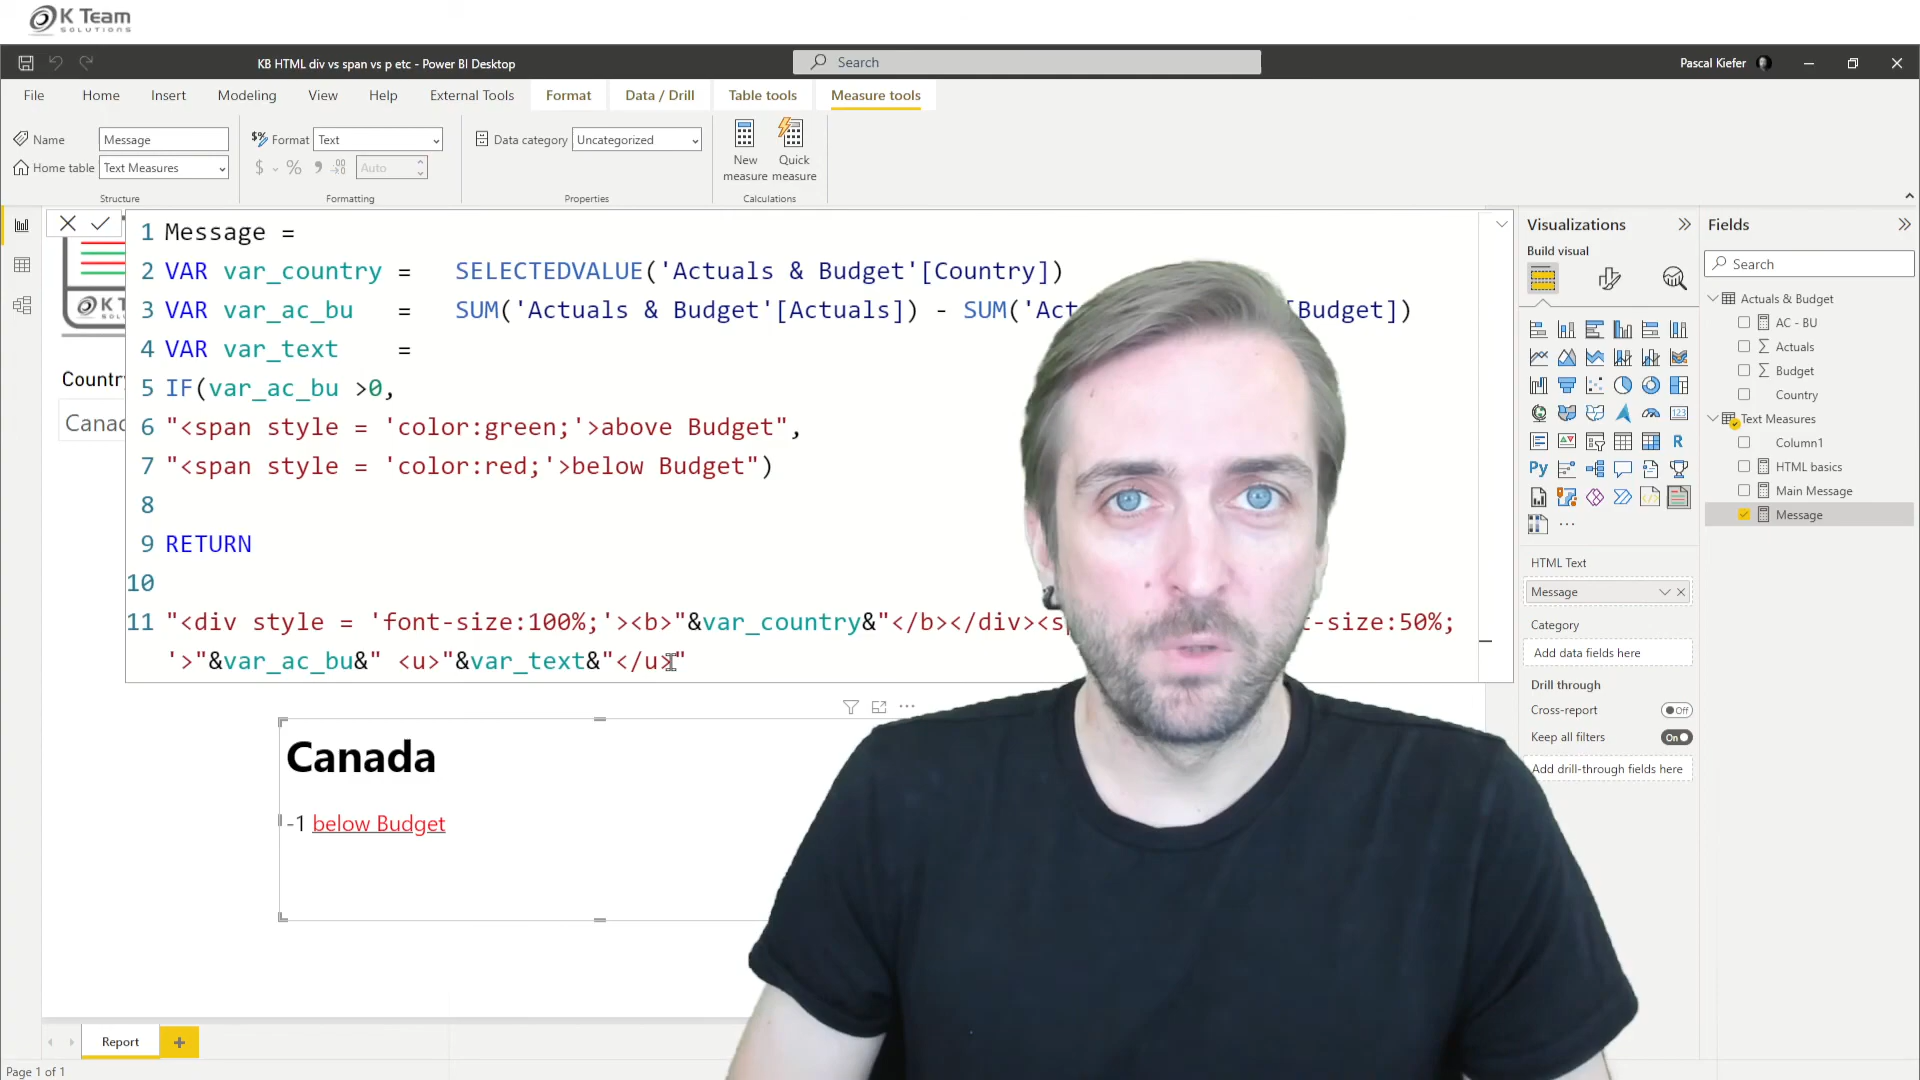 K Team
SOLUTIONS
KB HTML div vs span vs p etc - Power BI Desktop
Search
Pascal Kiefer
File
Home
Insert
Modeling
View
Help
External Tools
Format
Data / Drill
Table tools
Measure tools
Name
Message
Format
Text
Data category
Uncategorized
New measure
Quick measure
Home table
Text Measures
$
%
Auto
Structure
Formatting
Properties
Calculations
1 Message =
2 VAR var_country = SELECTEDVALUE('Actuals & Budget'[Country])
3 VAR var_ac_bu = SUM('Actuals & Budget'[Actuals]) - SUM('Act [Budget])
4 VAR var_text =
5 IF(var_ac_bu >0,
6 "<span style = 'color:green;'>above Budget",
7 "<span style = 'color:red;'>below Budget")
8
9 RETURN
10
11 "<div style = 'font-size:100%;'><b>"&var_country&"</b></div><s t-size:50%;
'>"&var_ac_bu&" <u>"&var_text&"</u>"
K T
SOL
Countr
Canad
Canada
-1 below Budget
Visualizations
Build visual
123
R
Py
HTML Text
Message
Category
Add data fields here
Drill through
Cross-report
Off
Keep all filters
On
Add drill-through fields here
Fields
Search
Actuals & Budget
AC - BU
Actuals
Budget
Country
Text Measures
Column1
HTML basics
Main Message
Message
Report
Page 1 of 1